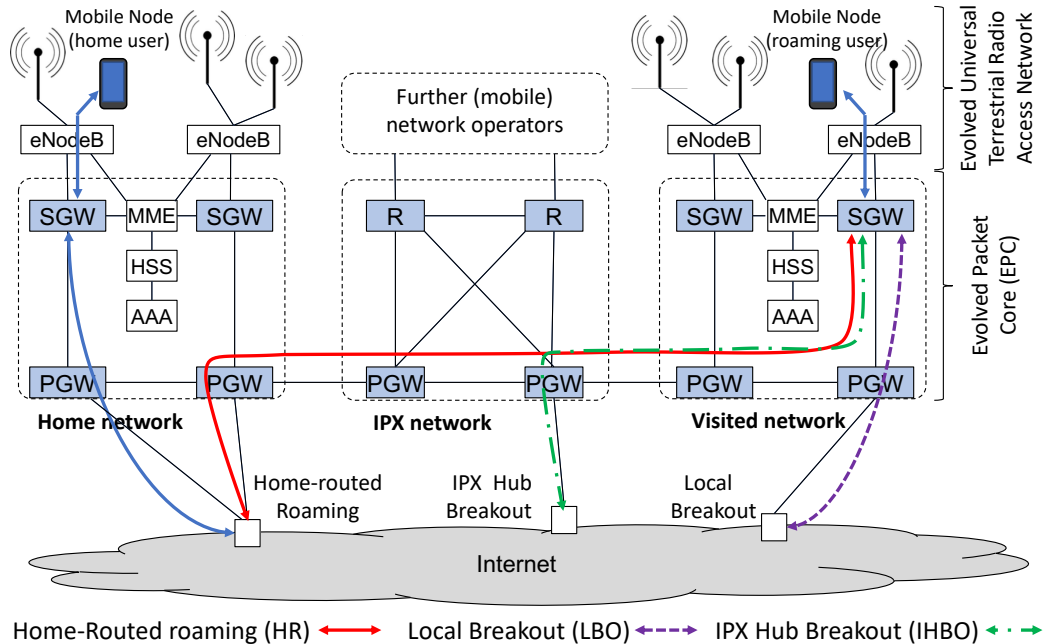 Mobile Node
(home user)
Mobile Node
(roaming user)
Further (mobile)
network operators
Evolved Universal
Terrestrial Radio
Access Network
eNodeB
eNodeB
eNodeB
eNodeB
SGW
MME
SGW
R
R
SGW
MME
SGW
HSS
HSS
AAA
AAA
Evolved Packet
Core (EPC)
PGW
PGW
PGW
PGW
PGW
PGW
Home network
IPX network
Visited network
Home-routed
Roaming
IPX Hub
Breakout
Local
Breakout
Internet
Home-Routed roaming (HR)
Local Breakout (LBO)
IPX Hub Breakout (IHBO)